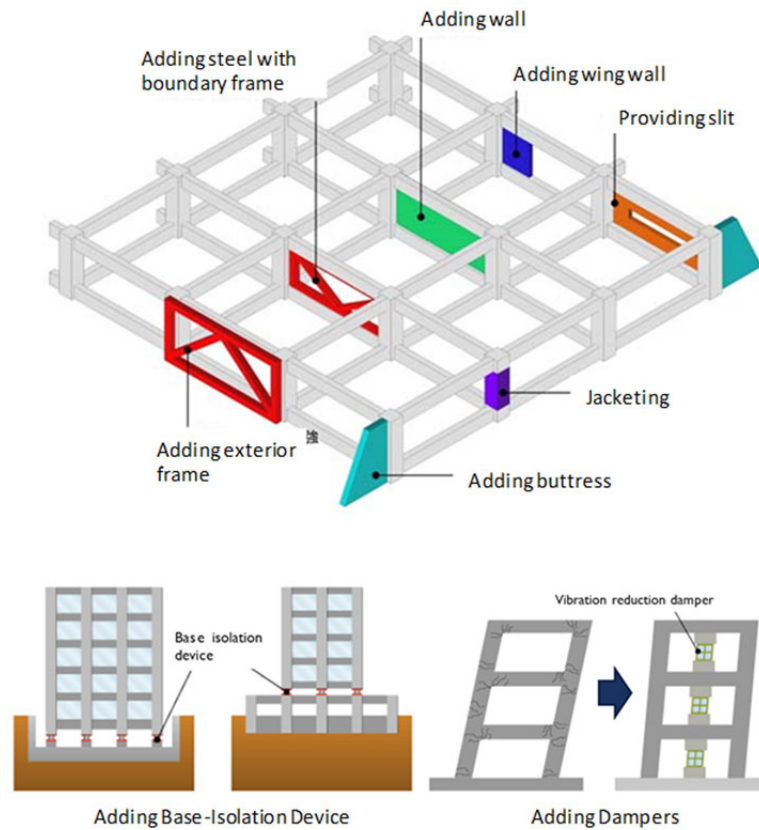 Adding wall
Adding steel with
boundary frame
Adding wing wall
Providing slit
Jacketing
強
Adding exterior
frame
Adding buttress
Vibration reduction damper
Base isolation
device
Adding Base-Isolation Device
Adding Dampers